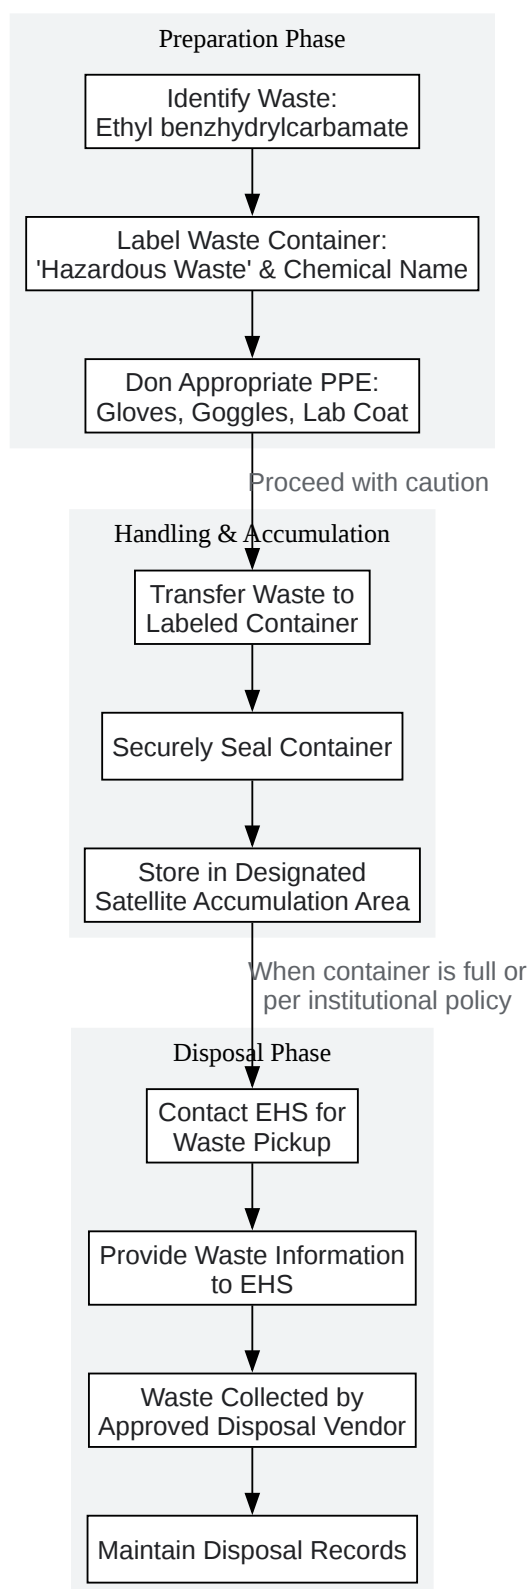 Preparation Phase
Identify Waste:
Ethyl benzhydrylcarbamate
Label Waste Container:
'Hazardous Waste' & Chemical Name
Don Appropriate PPE:
Gloves, Goggles, Lab Coat
Proceed with caution
Handling & Accumulation
Transfer Waste to
Labeled Container
Securely Seal Container
Store in Designated
Satellite Accumulation Area
When container is full or
per institutional policy
Disposal Phase
Contact EHS for
Waste Pickup
Provide Waste Information
to EHS
Waste Collected by
Approved Disposal Vendor
Maintain Disposal Records